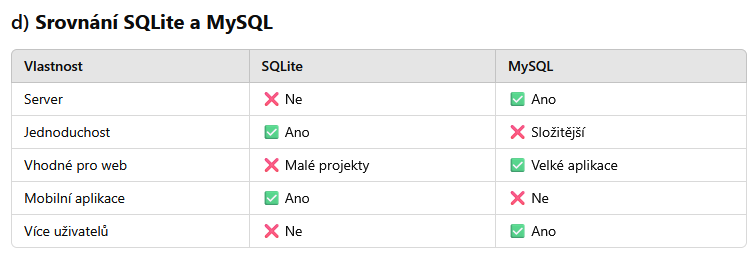 d) Srovnání SQLite a MySQL
Vlastnost SQLite MySQL
Server ❌ Ne ✅ Ano
Jednoduchost ✅ Ano ❌ Složitější
Vhodné pro web ❌ Malé projekty ✅ Velké aplikace
Mobilní aplikace ✅ Ano ❌ Ne
Více uživatelů ❌ Ne ✅ Ano